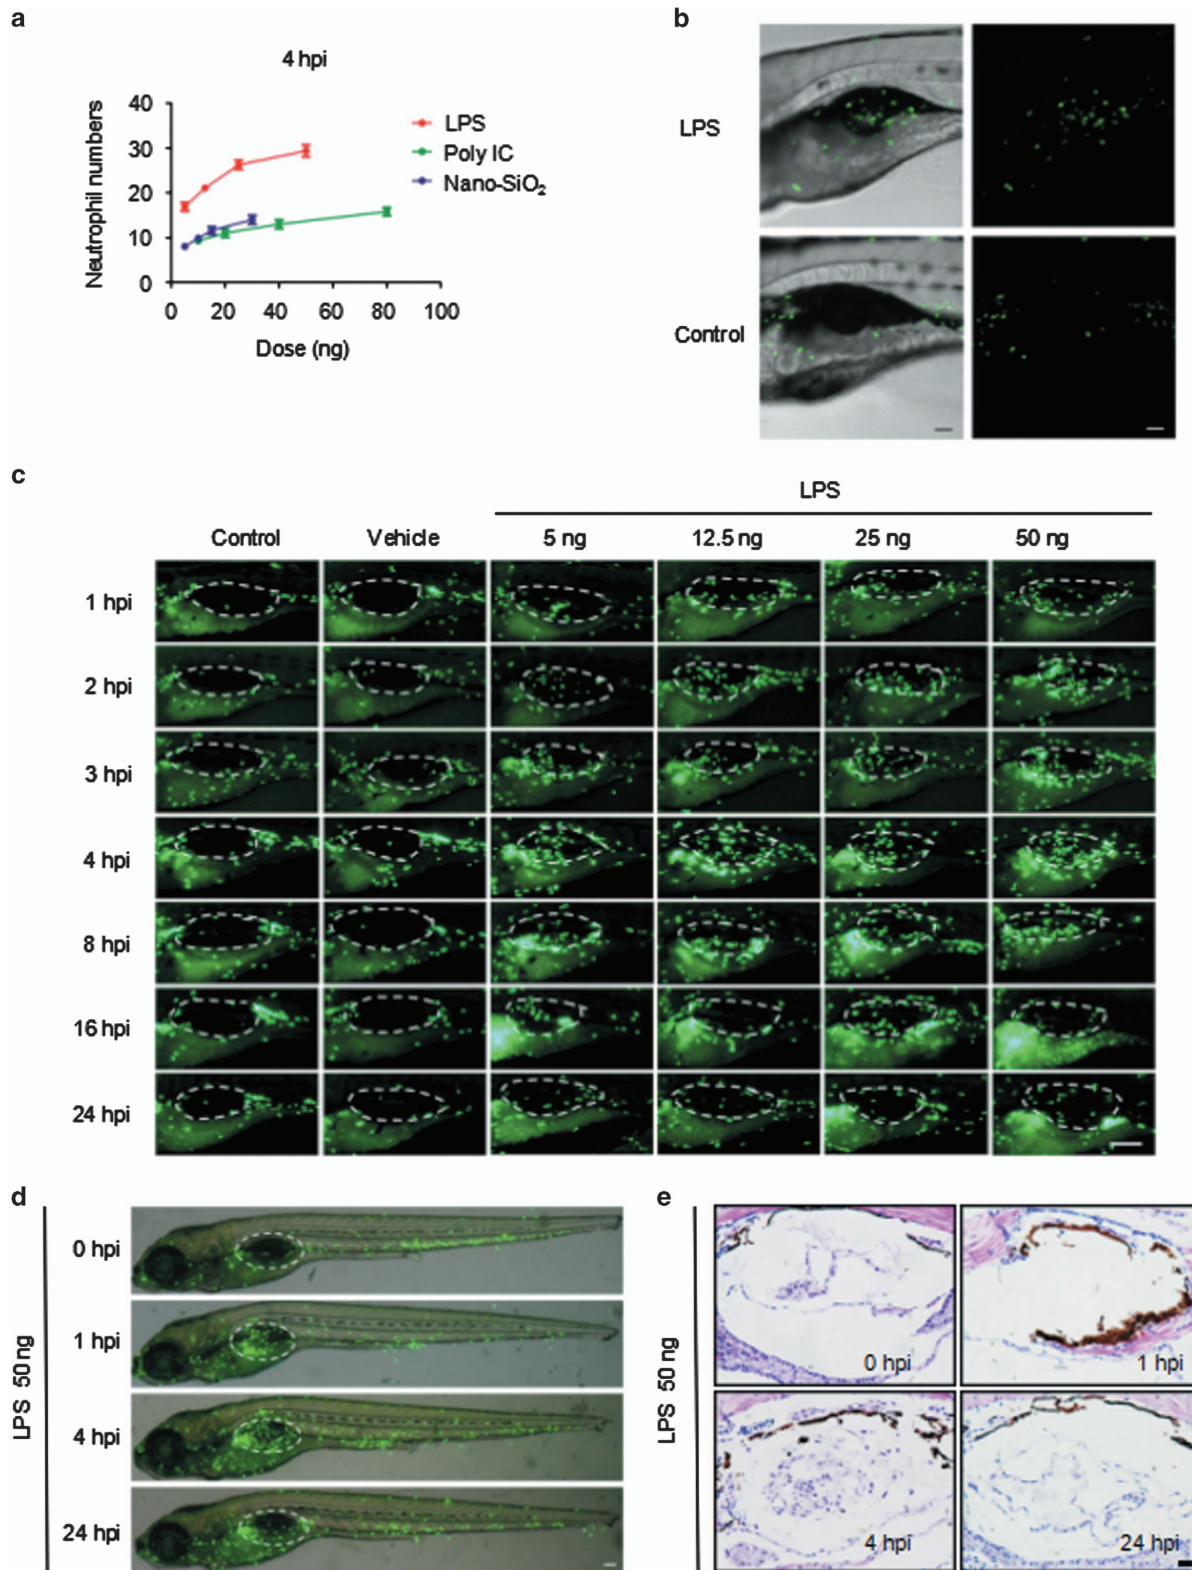 a
4 hpi
Neutrophil numbers
40
30
20
10
0
0 20 40 60 80 100
Dose (ng)
LPS
Poly IC
Nano-SiO₂
b
LPS
Control
c
LPS
Control Vehicle 5 ng 12.5 ng 25 ng 50 ng
1 hpi
2 hpi
3 hpi
4 hpi
8 hpi
16 hpi
24 hpi
d
LPS 50 ng
0 hpi
1 hpi
4 hpi
24 hpi
e
LPS 50 ng
0 hpi 1 hpi
4 hpi 24 hpi